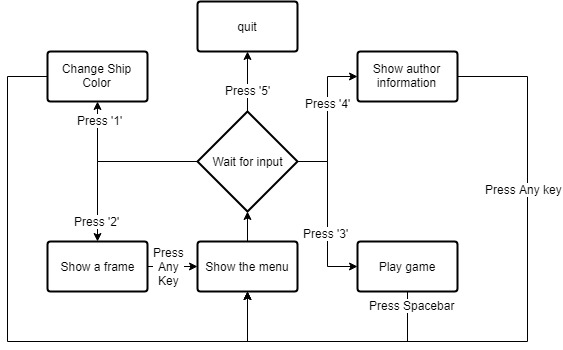 quit
Change Ship
Color
Show author
information
Press '5'
Press '4'
Press '1'
Wait for input
Press Any key
Press '2'
Press '3'
Show a frame
Press
Any
Key
Show the menu
Play game
Press Spacebar